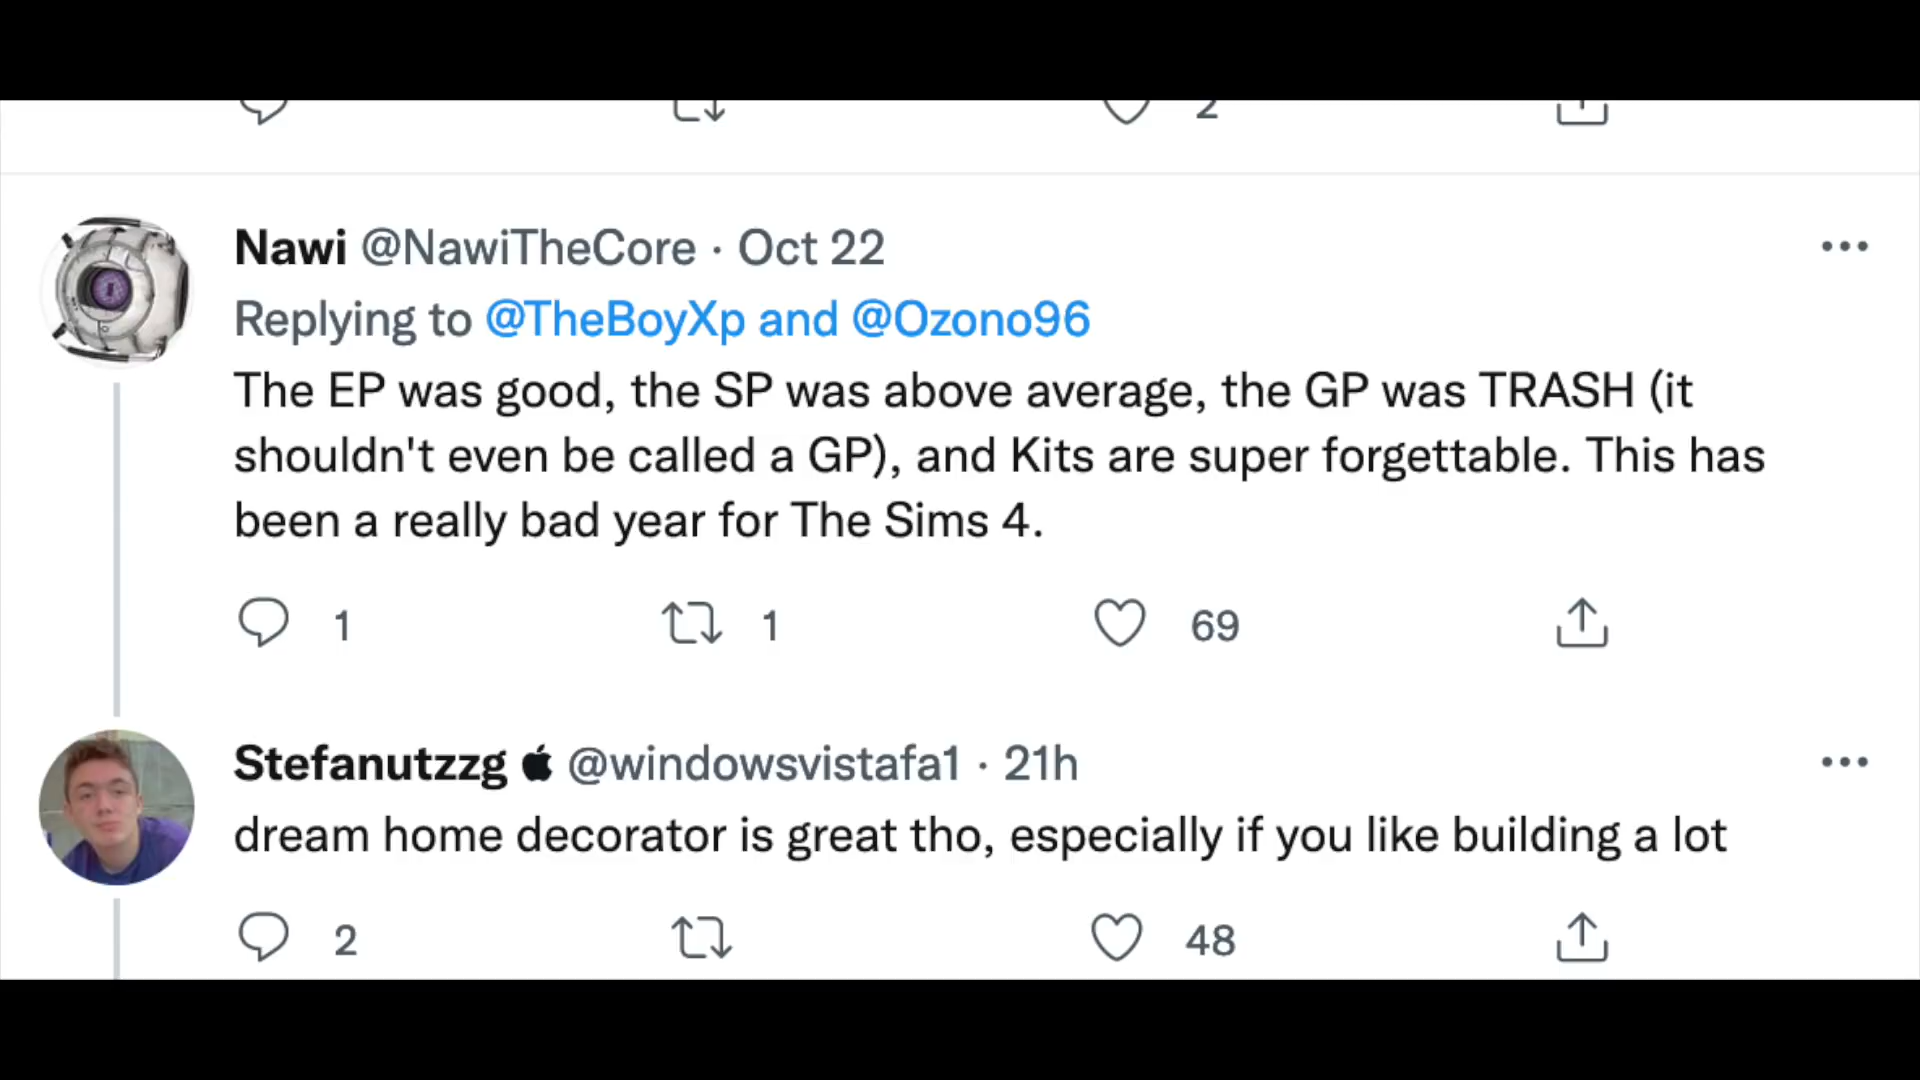 2
Nawi @NawiTheCore · Oct 22
Replying to @TheBoyXp and @Ozono96
The EP was good, the SP was above average, the GP was TRASH (it
shouldn't even be called a GP), and Kits are super forgettable. This has
been a really bad year for The Sims 4.
1 1 69
Stefanutzzg @windowsvistafa1 · 21h
dream home decorator is great tho, especially if you like building a lot
2 48